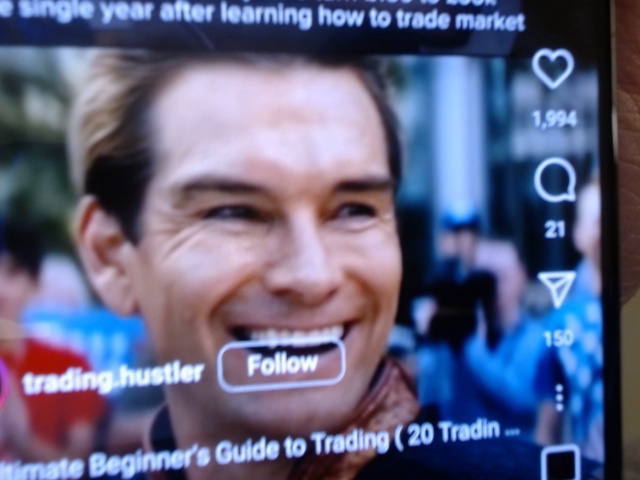 single year after learning how to trade market
1,994
21
150
trading.hustler
Follow
Beginner's Guide to Trading ( 20 Tradin ...